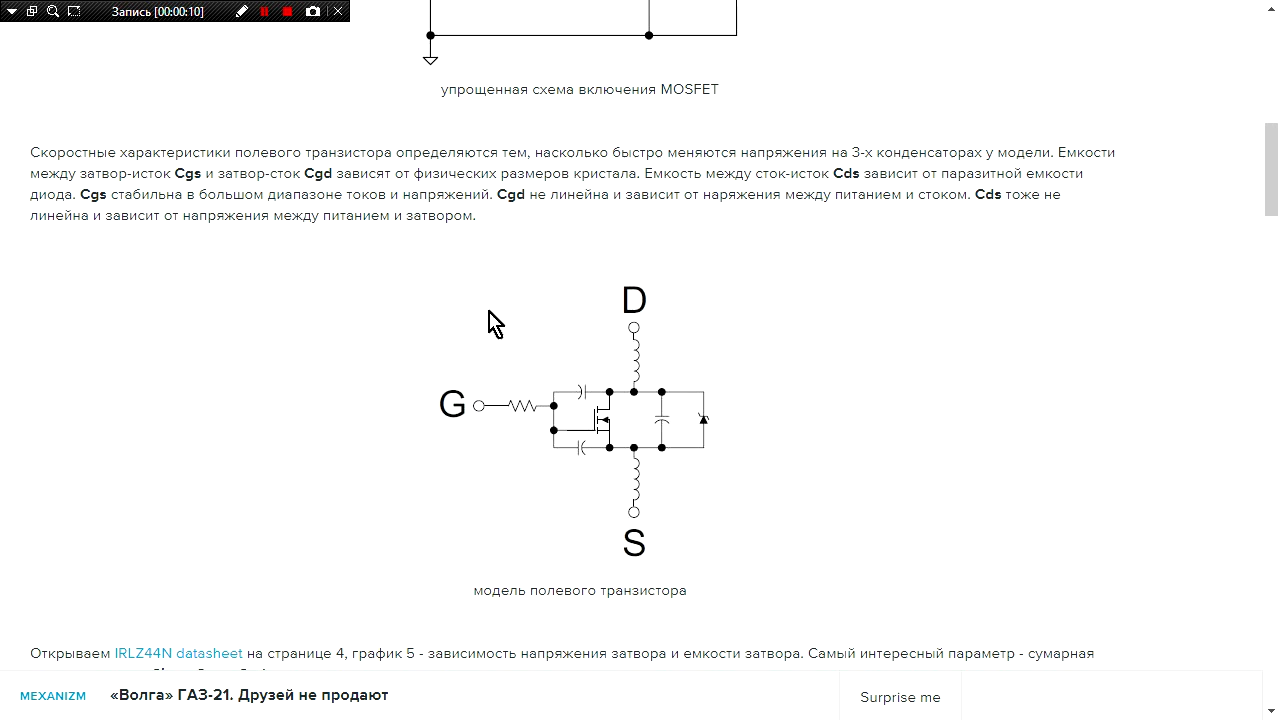 Запись [00:00:10]
упрощенная схема включения MOSFET
Скоростные характеристики полевого транзистора определяются тем, насколько быстро меняются напряжения на 3-х конденсаторах у модели. Емкости
между затвор-исток Cgs и затвор-сток Cgd зависят от физических размеров кристала. Емкость между сток-исток Cds зависит от паразитной емкости
диода. Cgs стабильна в большом диапазоне токов и напряжений. Cgd не линейна и зависит от наряжения между питанием и стоком. Cds тоже не
линейна и зависит от напряжения между питанием и затвором.
D
G
S
модель полевого транзистора
Открываем IRLZ44N datasheet на странице 4, график 5 - зависимость напряжения затвора и емкости затвора. Самый интересный параметр - сумарная
MEXANIZM «Волга» ГАЗ-21. Друзей не продают Surprise me